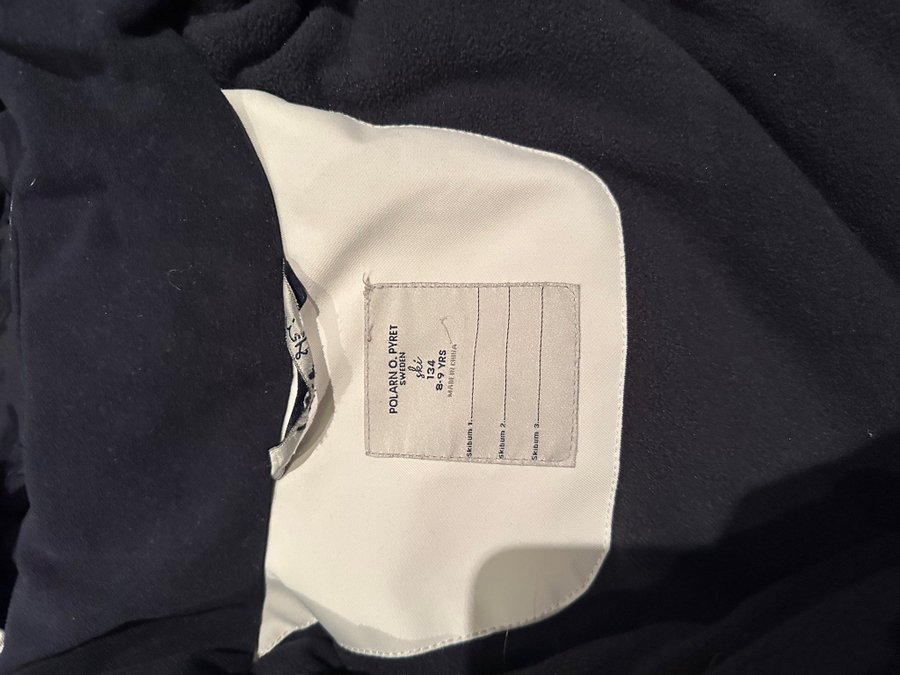 POLARN O. PYRET
SWEDEN
ski
134
8-9 YRS
MADE IN CHINA
Skibum 1.
Skibum 2.
Skibum 3.